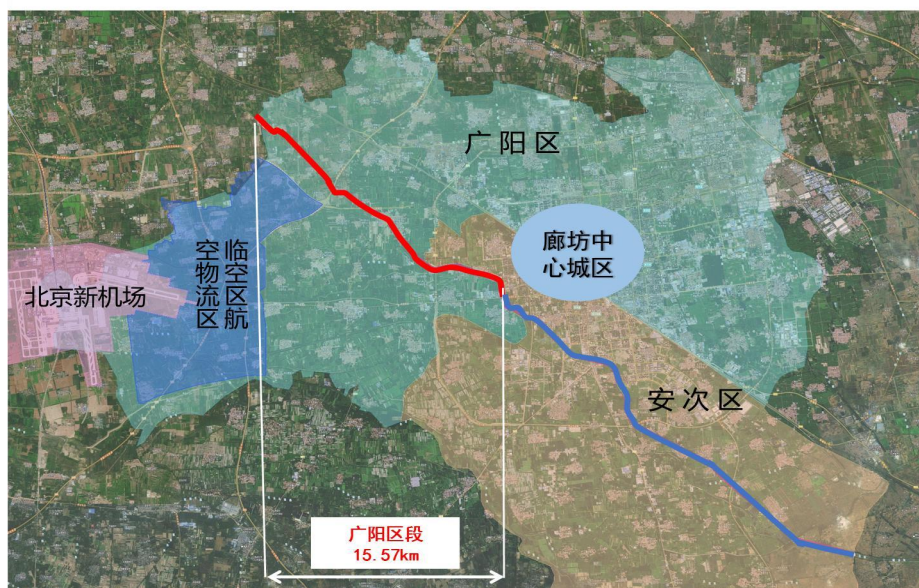 广阳区
廊坊中
心城区
临空区航
空物流区
北京新机场
安次区
广阳区段
15.57km